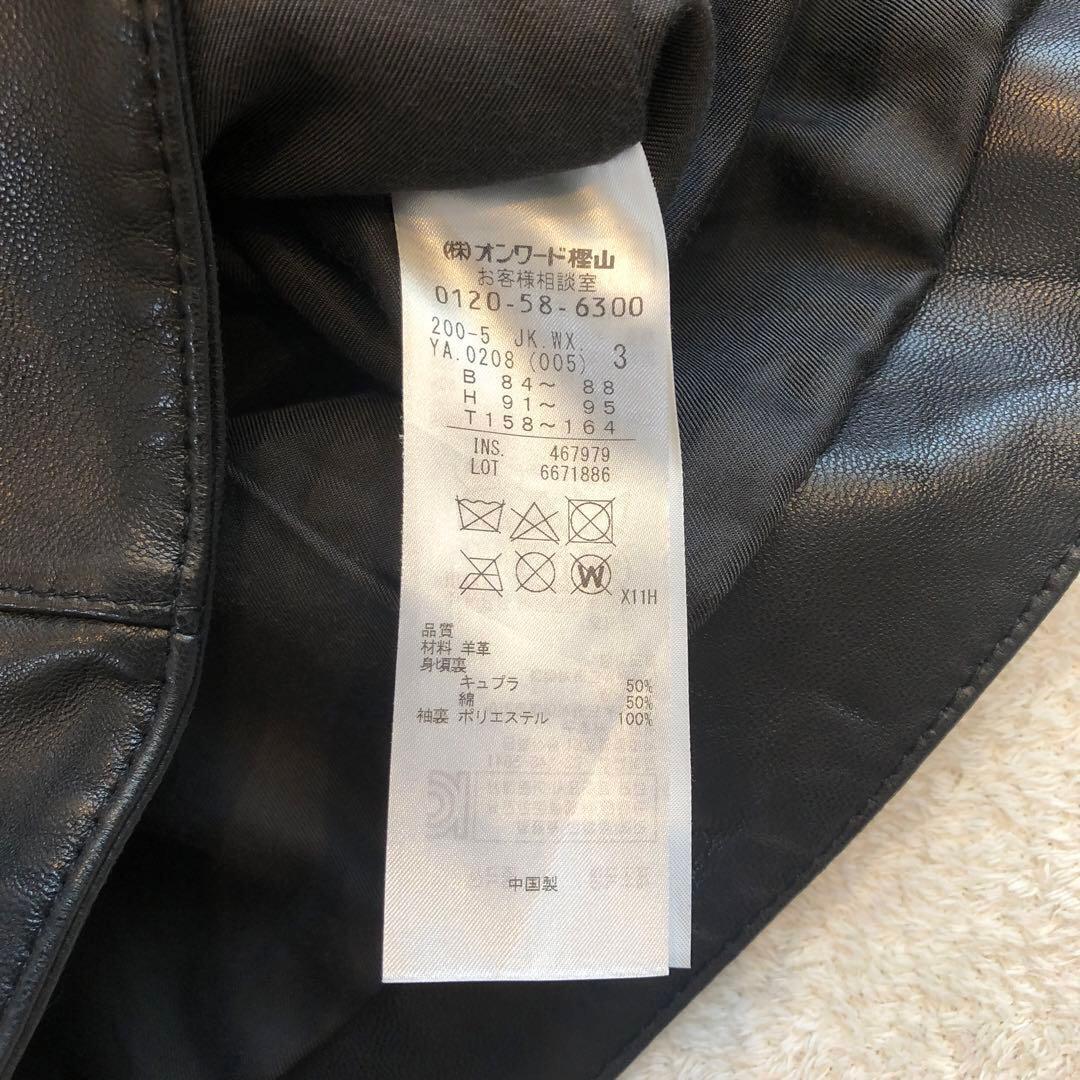 ㈱オンワード樫山
お客様相談室
0120-58-6300
200-5 JK.WX. 3
YA.0208 (005)
B 84～ 88
H 91～ 95
T158～164
INS. 467979
LOT 6671886
W
X11H
品質
材料 羊革
身頃裏
キュプラ 50%
綿 50%
袖裏 ポリエステル 100%
中国製